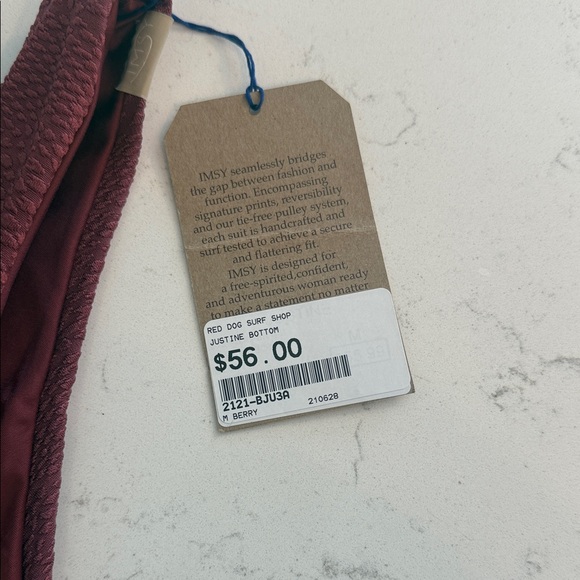 IMSY seamlessly bridges
the gap between fashion and
function. Encompassing
signature prints, reversibility
and our tie-free pulley system,
each suit is handcrafted and
surf tested to achieve a secure
and flattering fit.
IMSY is designed for
a free-spirited,confident,
and adventurous woman ready
to make a statement no matter
RED DOG SURF SHOP
JUSTINE BOTTOM
$56.00
2121-BJU3A 210628
M BERRY